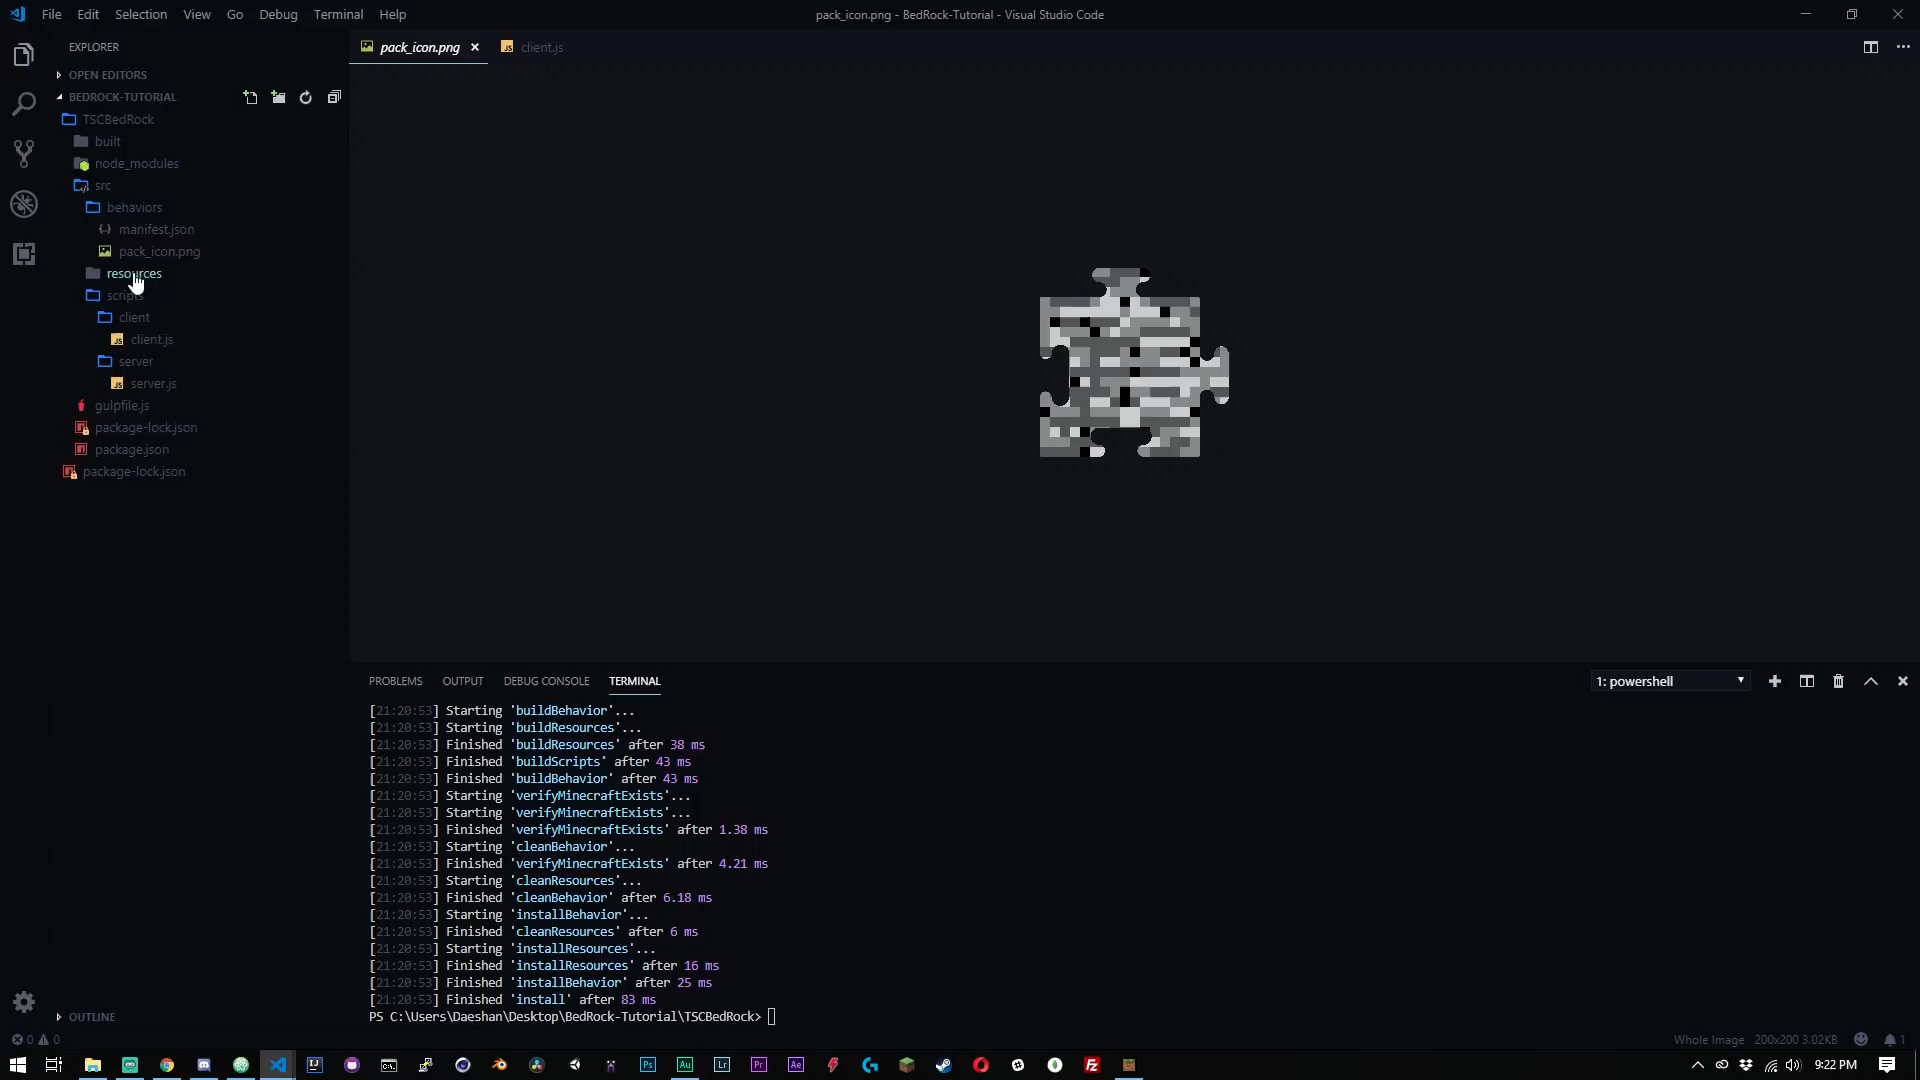 File Edit Selection View Go Debug Terminal Help
pack_icon.png - BedRock-Tutorial - Visual Studio Code
EXPLORER
OPEN EDITORS
BEDROCK-TUTORIAL
TSCBedRock
built
node_modules
src
behaviors
manifest.json
pack_icon.png
resources
scripts
client
client.js
server
server.js
gulpfile.js
package-lock.json
package.json
package-lock.json
OUTLINE
pack_icon.png
client.js
PROBLEMS OUTPUT DEBUG CONSOLE TERMINAL
1: powershell
[21:20:53] Starting 'buildBehavior'...
[21:20:53] Starting 'buildResources'...
[21:20:53] Finished 'buildResources' after 38 ms
[21:20:53] Finished 'buildScripts' after 43 ms
[21:20:53] Finished 'buildBehavior' after 43 ms
[21:20:53] Starting 'verifyMinecraftExists'...
[21:20:53] Starting 'verifyMinecraftExists'...
[21:20:53] Finished 'verifyMinecraftExists' after 1.38 ms
[21:20:53] Starting 'cleanBehavior'...
[21:20:53] Finished 'verifyMinecraftExists' after 4.21 ms
[21:20:53] Starting 'cleanResources'...
[21:20:53] Finished 'cleanBehavior' after 6.18 ms
[21:20:53] Starting 'installBehavior'...
[21:20:53] Finished 'cleanResources' after 6 ms
[21:20:53] Starting 'installResources'...
[21:20:53] Finished 'installResources' after 16 ms
[21:20:53] Finished 'installBehavior' after 25 ms
[21:20:53] Finished 'install' after 83 ms
PS C:\Users\Daeshan\Desktop\BedRock-Tutorial\TSCBedRock>
0 0
Whole Image 200x200 3.02KB
1
Ps Au Lr Pr Ae
9:22 PM